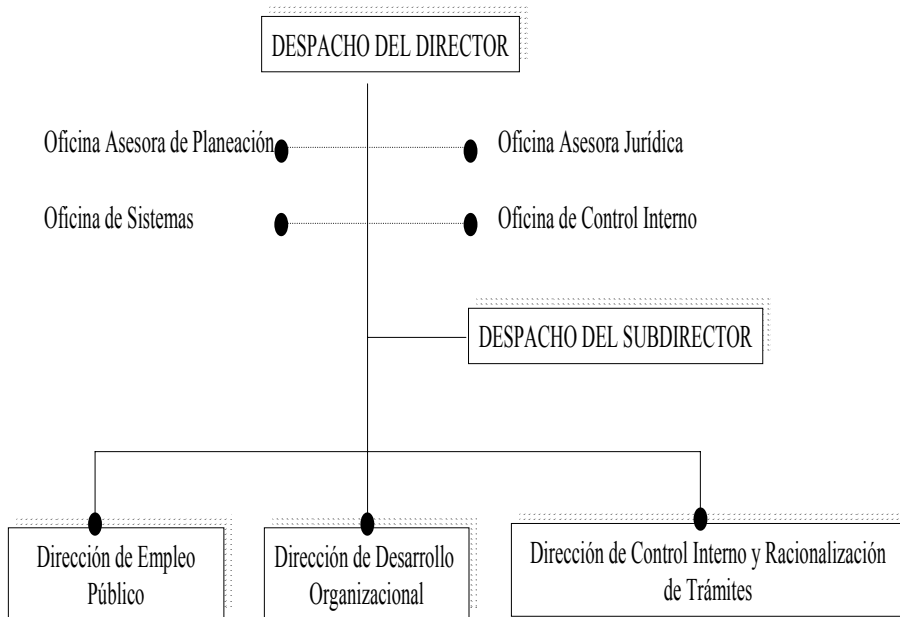 DESPACHO DEL DIRECTOR
Oficina Asesora de Planeación
Oficina Asesora Jurídica
Oficina de Sistemas
Oficina de Control Interno
DESPACHO DEL SUBDIRECTOR
Dirección de Empleo
Público
Dirección de Desarrollo
Organizacional
Dirección de Control Interno y Racionalización
de Trámites